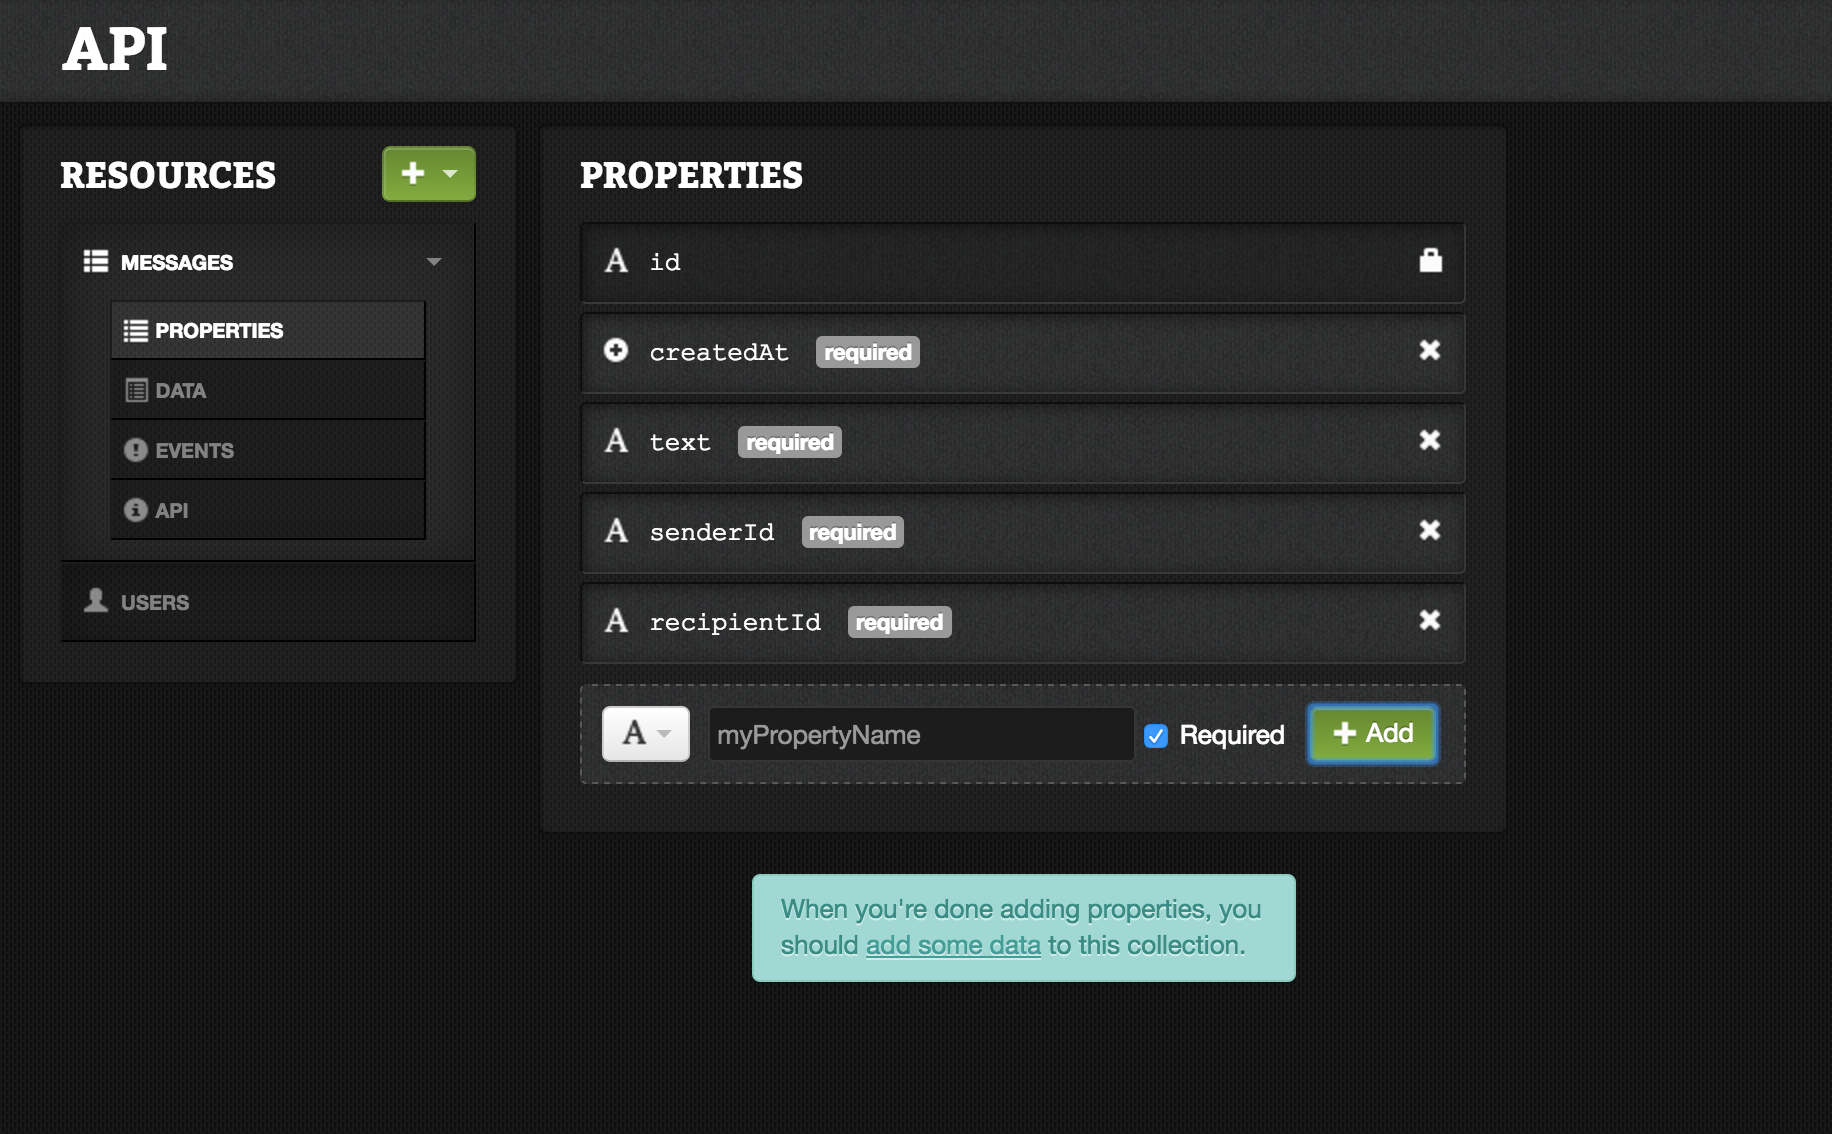 API
RESOURCES
MESSAGES
PROPERTIES
DATA
EVENTS
API
USERS
PROPERTIES
id
createdAt required
text required
senderId required
recipientId required
A myPropertyName Required Add
When you're done adding properties, you
should add some data to this collection.